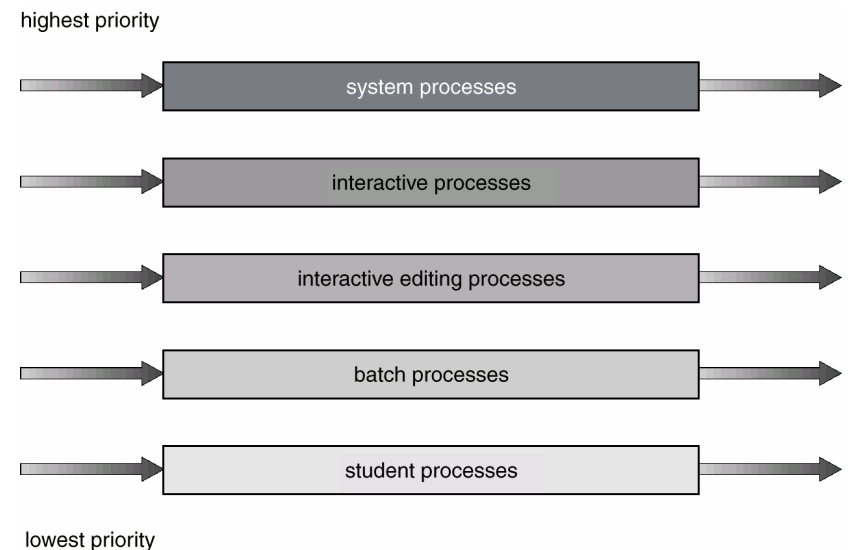 highest priority
system processes
interactive processes
interactive editing processes
batch processes
student processes
lowest priority